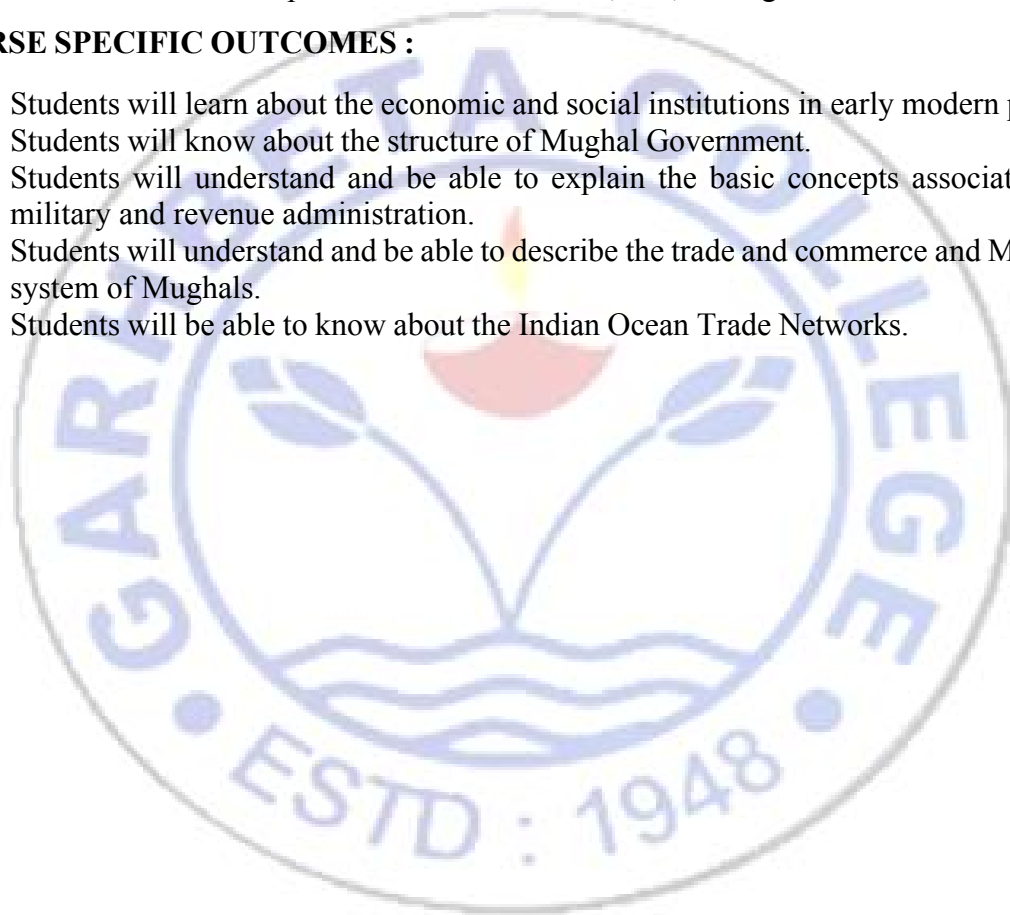 RSE SPECIFIC OUTCOMES :
Students will learn about the economic and social institutions in early modern p
Students will know about the structure of Mughal Government.
Students will understand and be able to explain the basic concepts associat
military and revenue administration.
Students will understand and be able to describe the trade and commerce and M
system of Mughals.
Students will be able to know about the Indian Ocean Trade Networks.
GARHBETA COLLEGE
ESTD : 1948